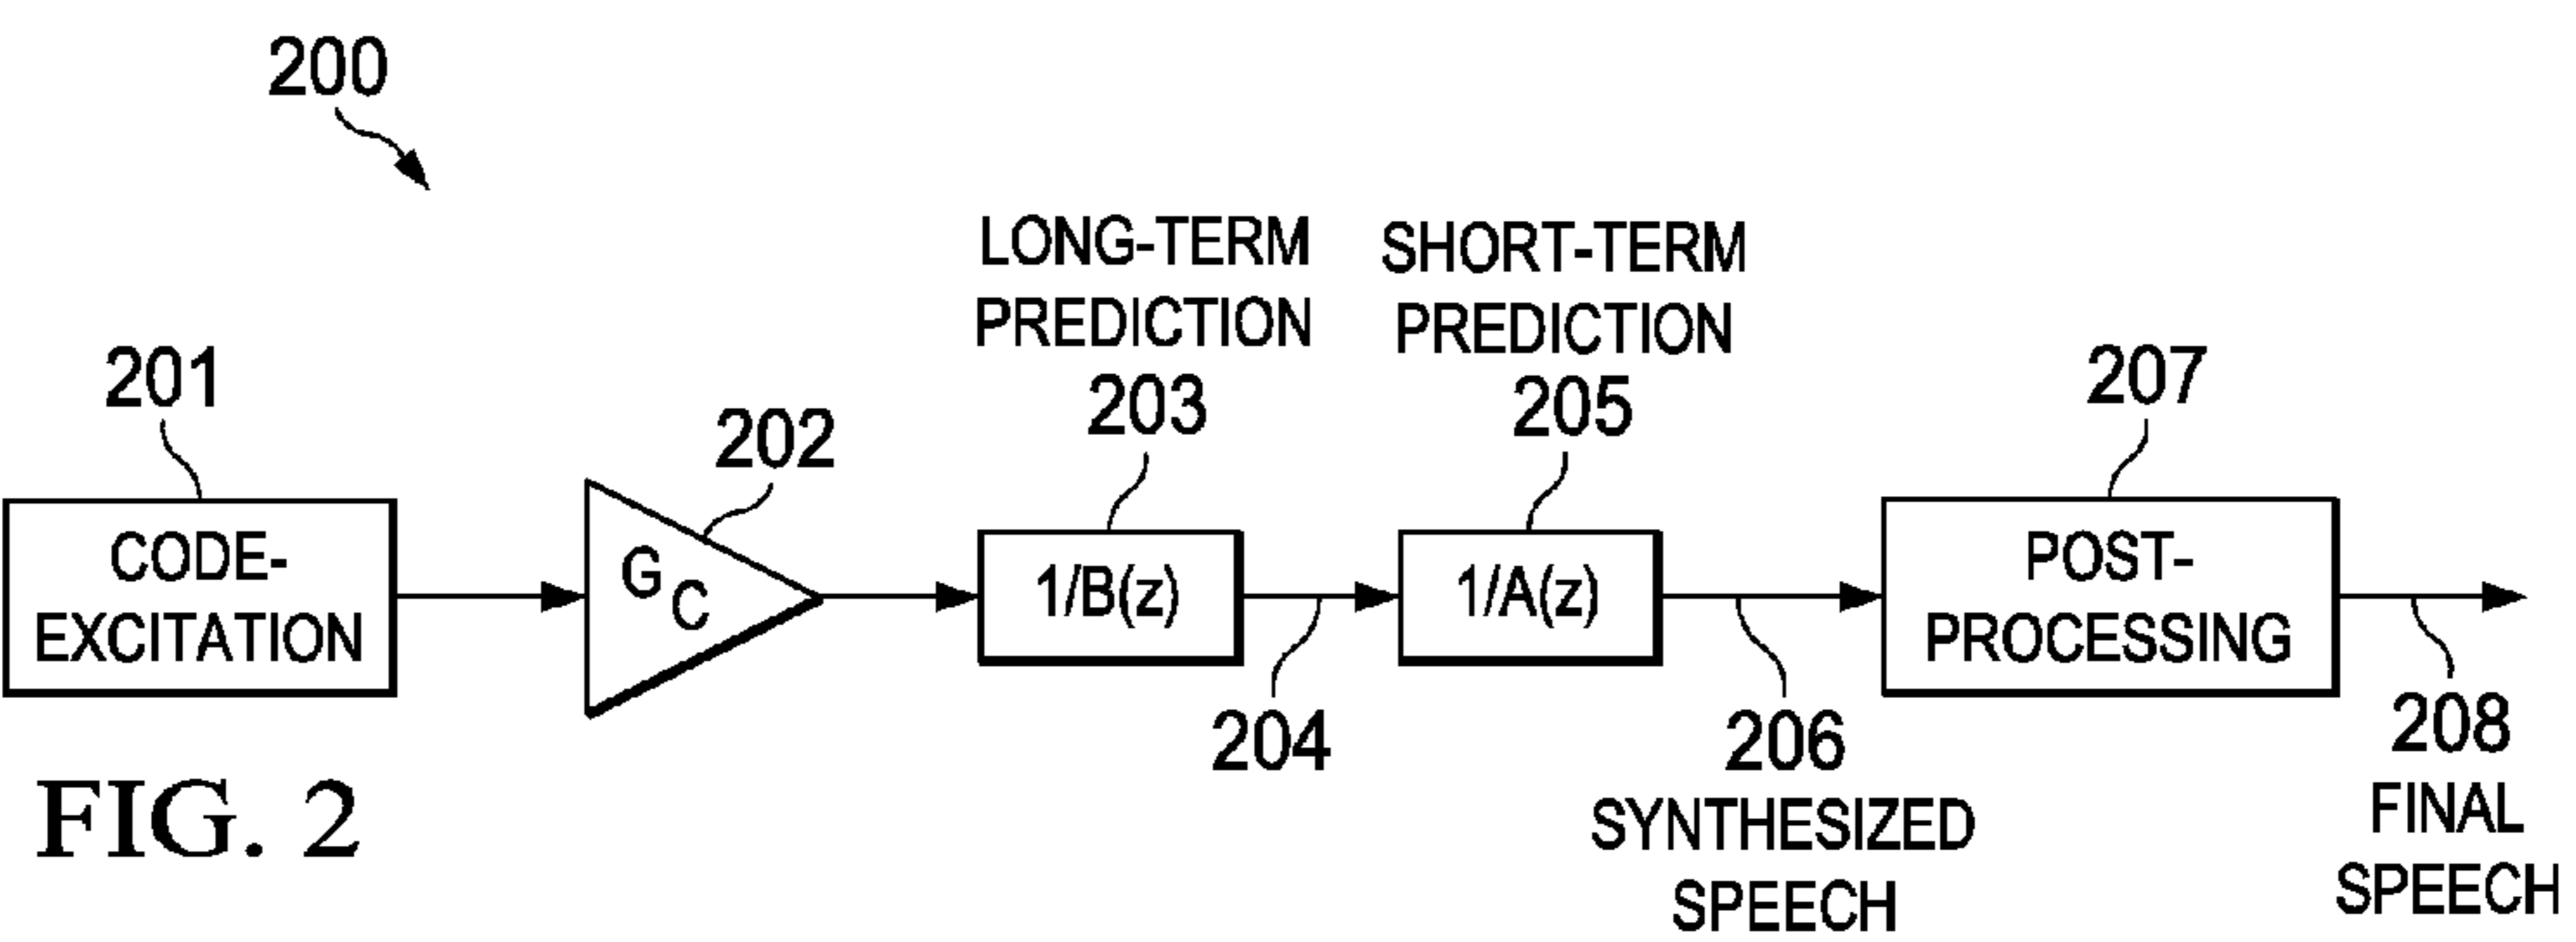 200
LONG-TERM
PREDICTION
203
SHORT-TERM
PREDICTION
205
201
202
207
CODE-
EXCITATION
G C
1/B(z)
1/A(z)
POST-
PROCESSING
204
206
SYNTHESIZED
SPEECH
208
FINAL
SPEECH
FIG. 2